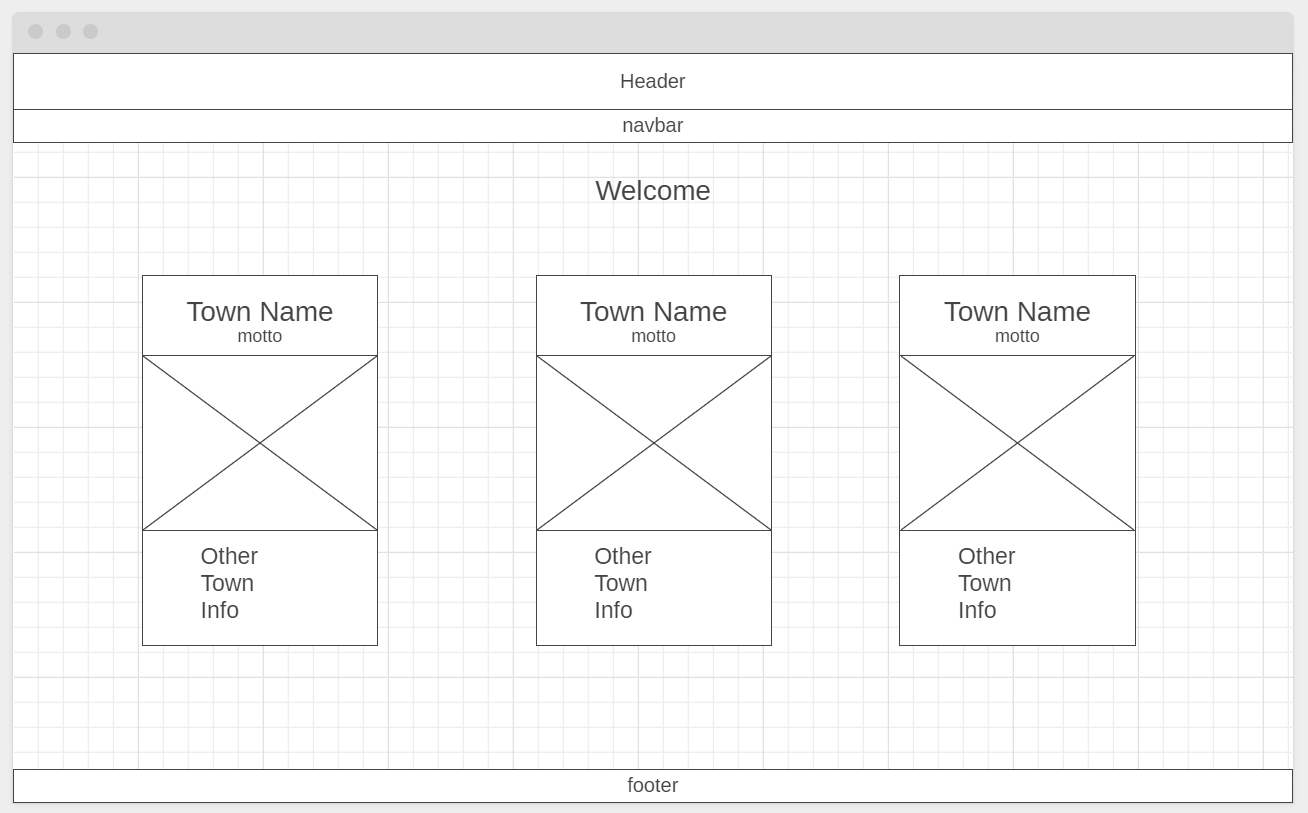 Header
navbar
Welcome
Town Name
motto
Other
Town
Info
Town Name
motto
Other
Town
Info
Town Name
motto
Other
Town
Info
footer